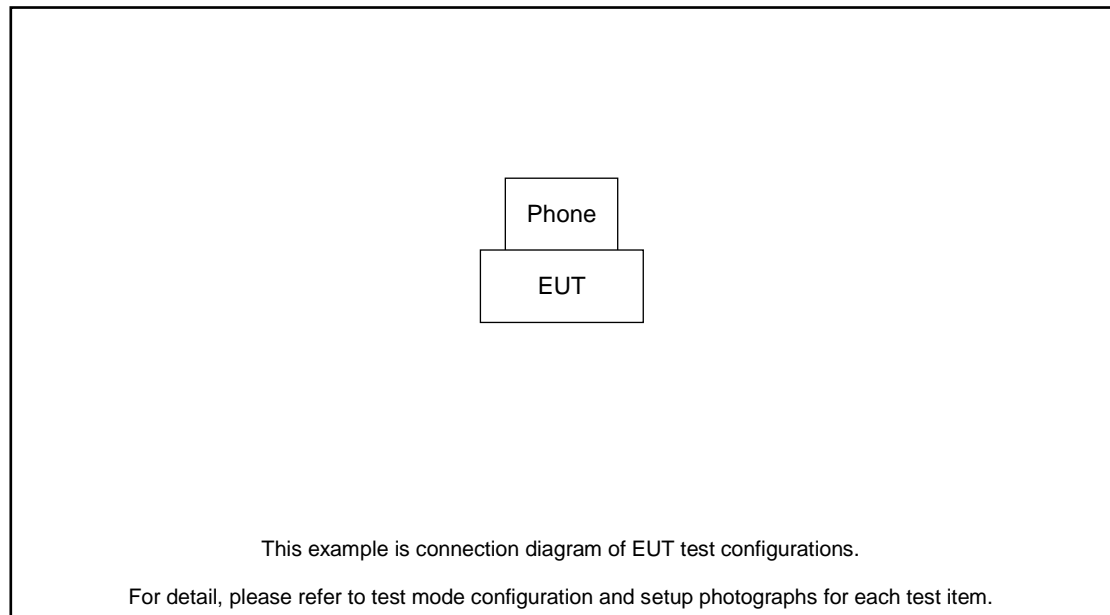 Phone
EUT
This example is connection diagram of EUT test configurations.
For detail, please refer to test mode configuration and setup photographs for each test item.